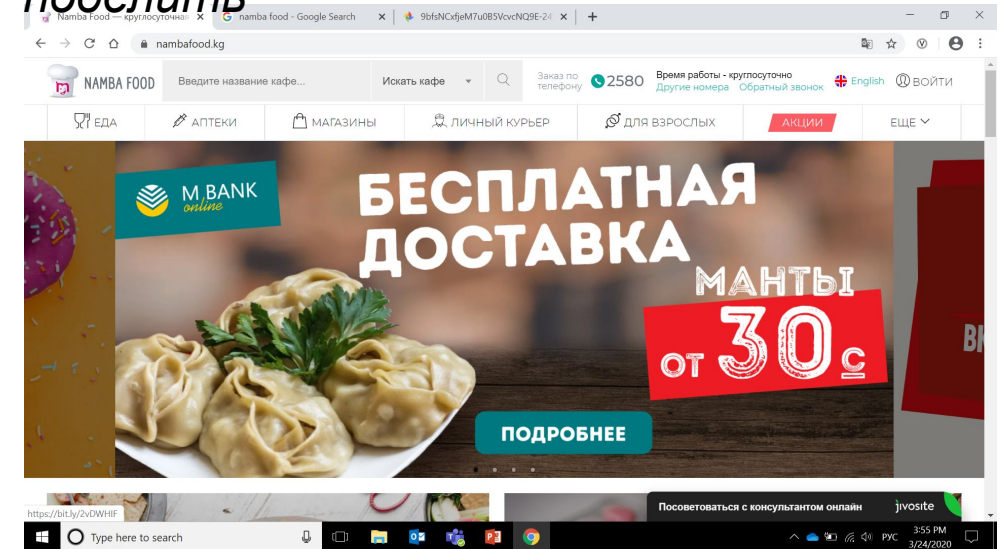 подслить
Namba Food — круглосуточная
namba food - Google Search
9bfsNCxfjeM7u0B5VcvcNQ9E-24
nambafood.kg
NAMBA FOOD
Введите название кафе...
Искать кафе
Заказ по
телефону
2580
Время работы - круглосуточно
Другие номера Обратный звонок
English
ВОЙТИ
ЕДА
АПТЕКИ
МАГАЗИНЫ
ЛИЧНЫЙ КУРЬЕР
ДЛЯ ВЗРОСЛЫХ
АКЦИИ
ЕЩЕ
M BANK
online
БЕСПЛАТНАЯ
ДОСТАВКА
МАНТЫ
ОТ 30 С
ПОДРОБНЕЕ
Посоветоваться с консультантом онлайн
jivosite
https://bit.ly/2vDWHIF
Type here to search
РУС
3:55 PM
3/24/2020